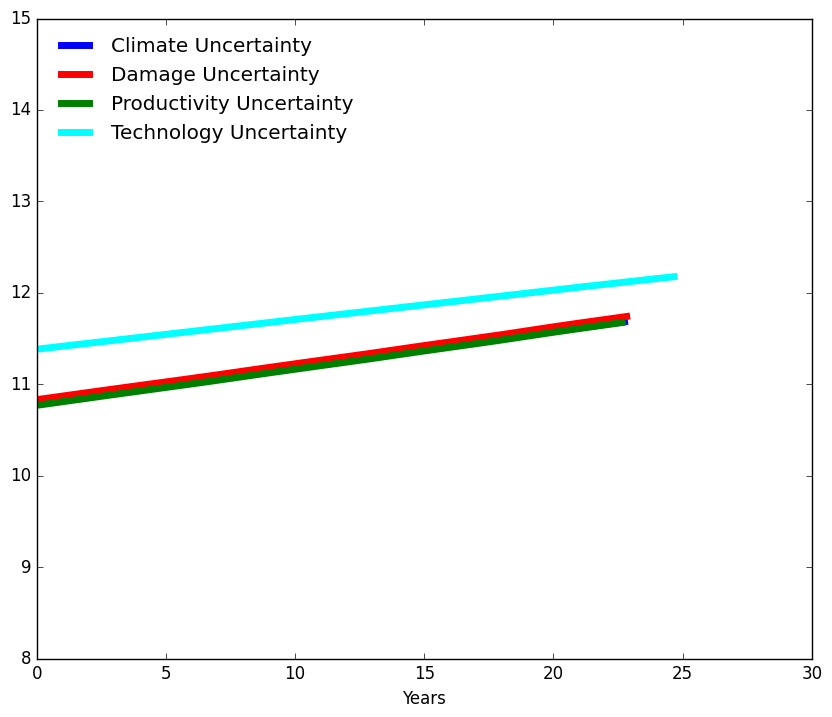 15
14
13
12
11
10
9
8
Climate Uncertainty
Damage Uncertainty
Productivity Uncertainty
Technology Uncertainty
0 5 10 15 20 25 30
Years